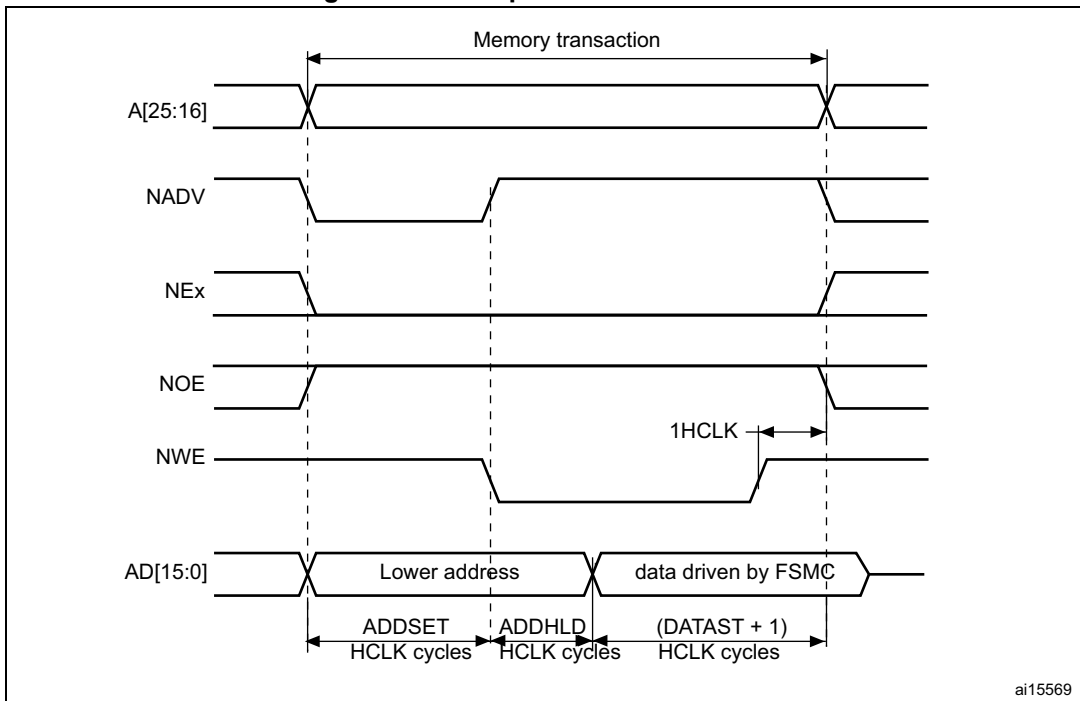 Memory transaction
A[25:16]
NADV
NEx
NOE
1HCLK
NWE
AD[15:0]
Lower address
data driven by FSMC
ADDSET
HCLK cycles
ADDHLD
HCLK cycles
(DATAST + 1)
HCLK cycles
ai15569